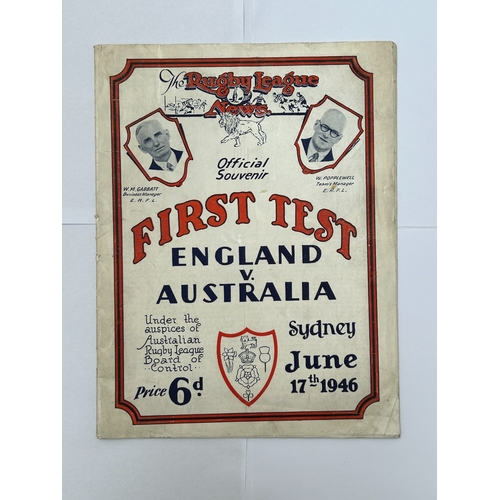 The Rugby League
News.
Official
Souvenir
W. M. GABBATT
Business Manager
E. R. F. L.
W. POPPLEWELL
Team's Manager
E. R. F. L.
FIRST TEST
ENGLAND
V.
AUSTRALIA
Under the
auspices of
Australian
Rugby League
Board of
Control
Price 6d.
Sydney
June
17th 1946